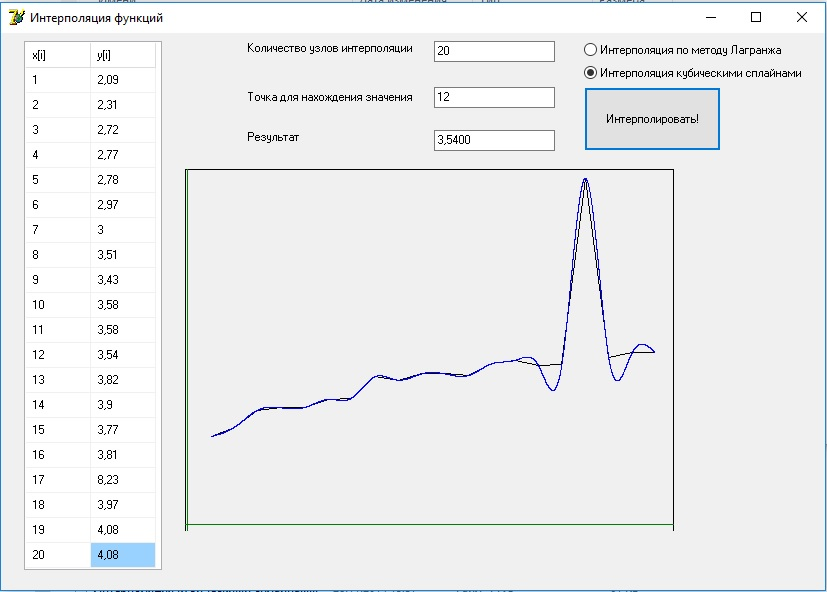 Интерполяция функций
x[i] y[i]
1 2,09
2 2,31
3 2,72
4 2,77
5 2,78
6 2,97
7 3
8 3,51
9 3,43
10 3,58
11 3,58
12 3,54
13 3,82
14 3,9
15 3,77
16 3,81
17 8,23
18 3,97
19 4,08
20 4,08
Количество узлов интерполяции 20
Точка для нахождения значения 12
Результат 3,5400
Интерполяция по методу Лагранжа
Интерполяция кубическими сплайнами
Интерполировать!